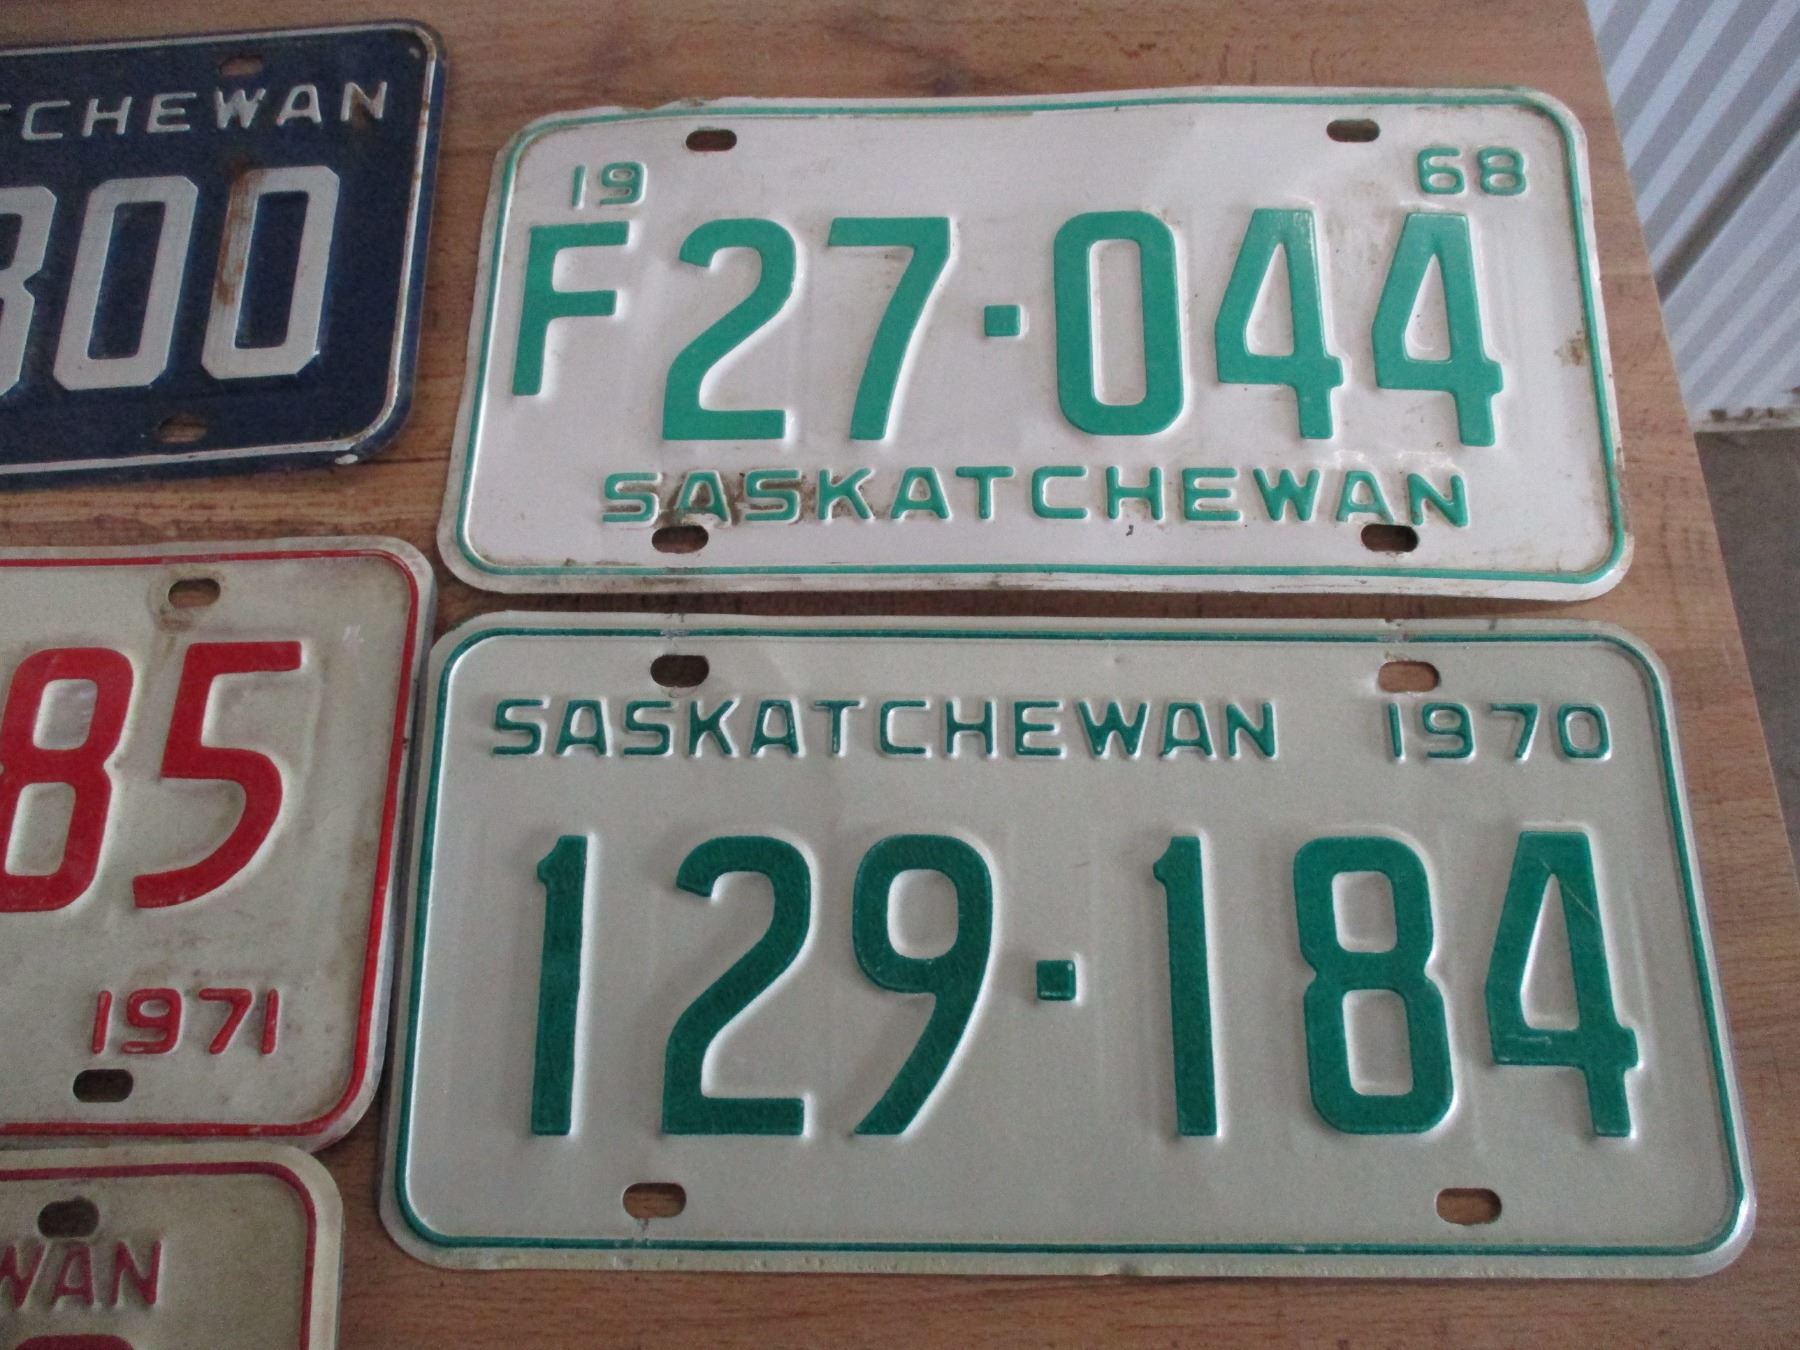 19 68
F27·044
SASKATCHEWAN
SASKATCHEWAN 1970
129·184
TCHEWAN
300
85
1971
WAN